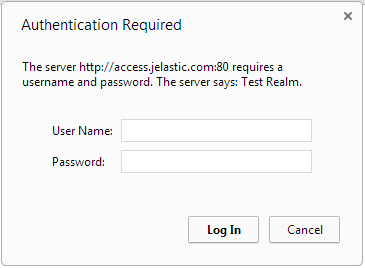 Authentication Required
The server http://access.jelastic.com:80 requires a
username and password. The server says: Test Realm.
User Name:
Password:
Log In
Cancel